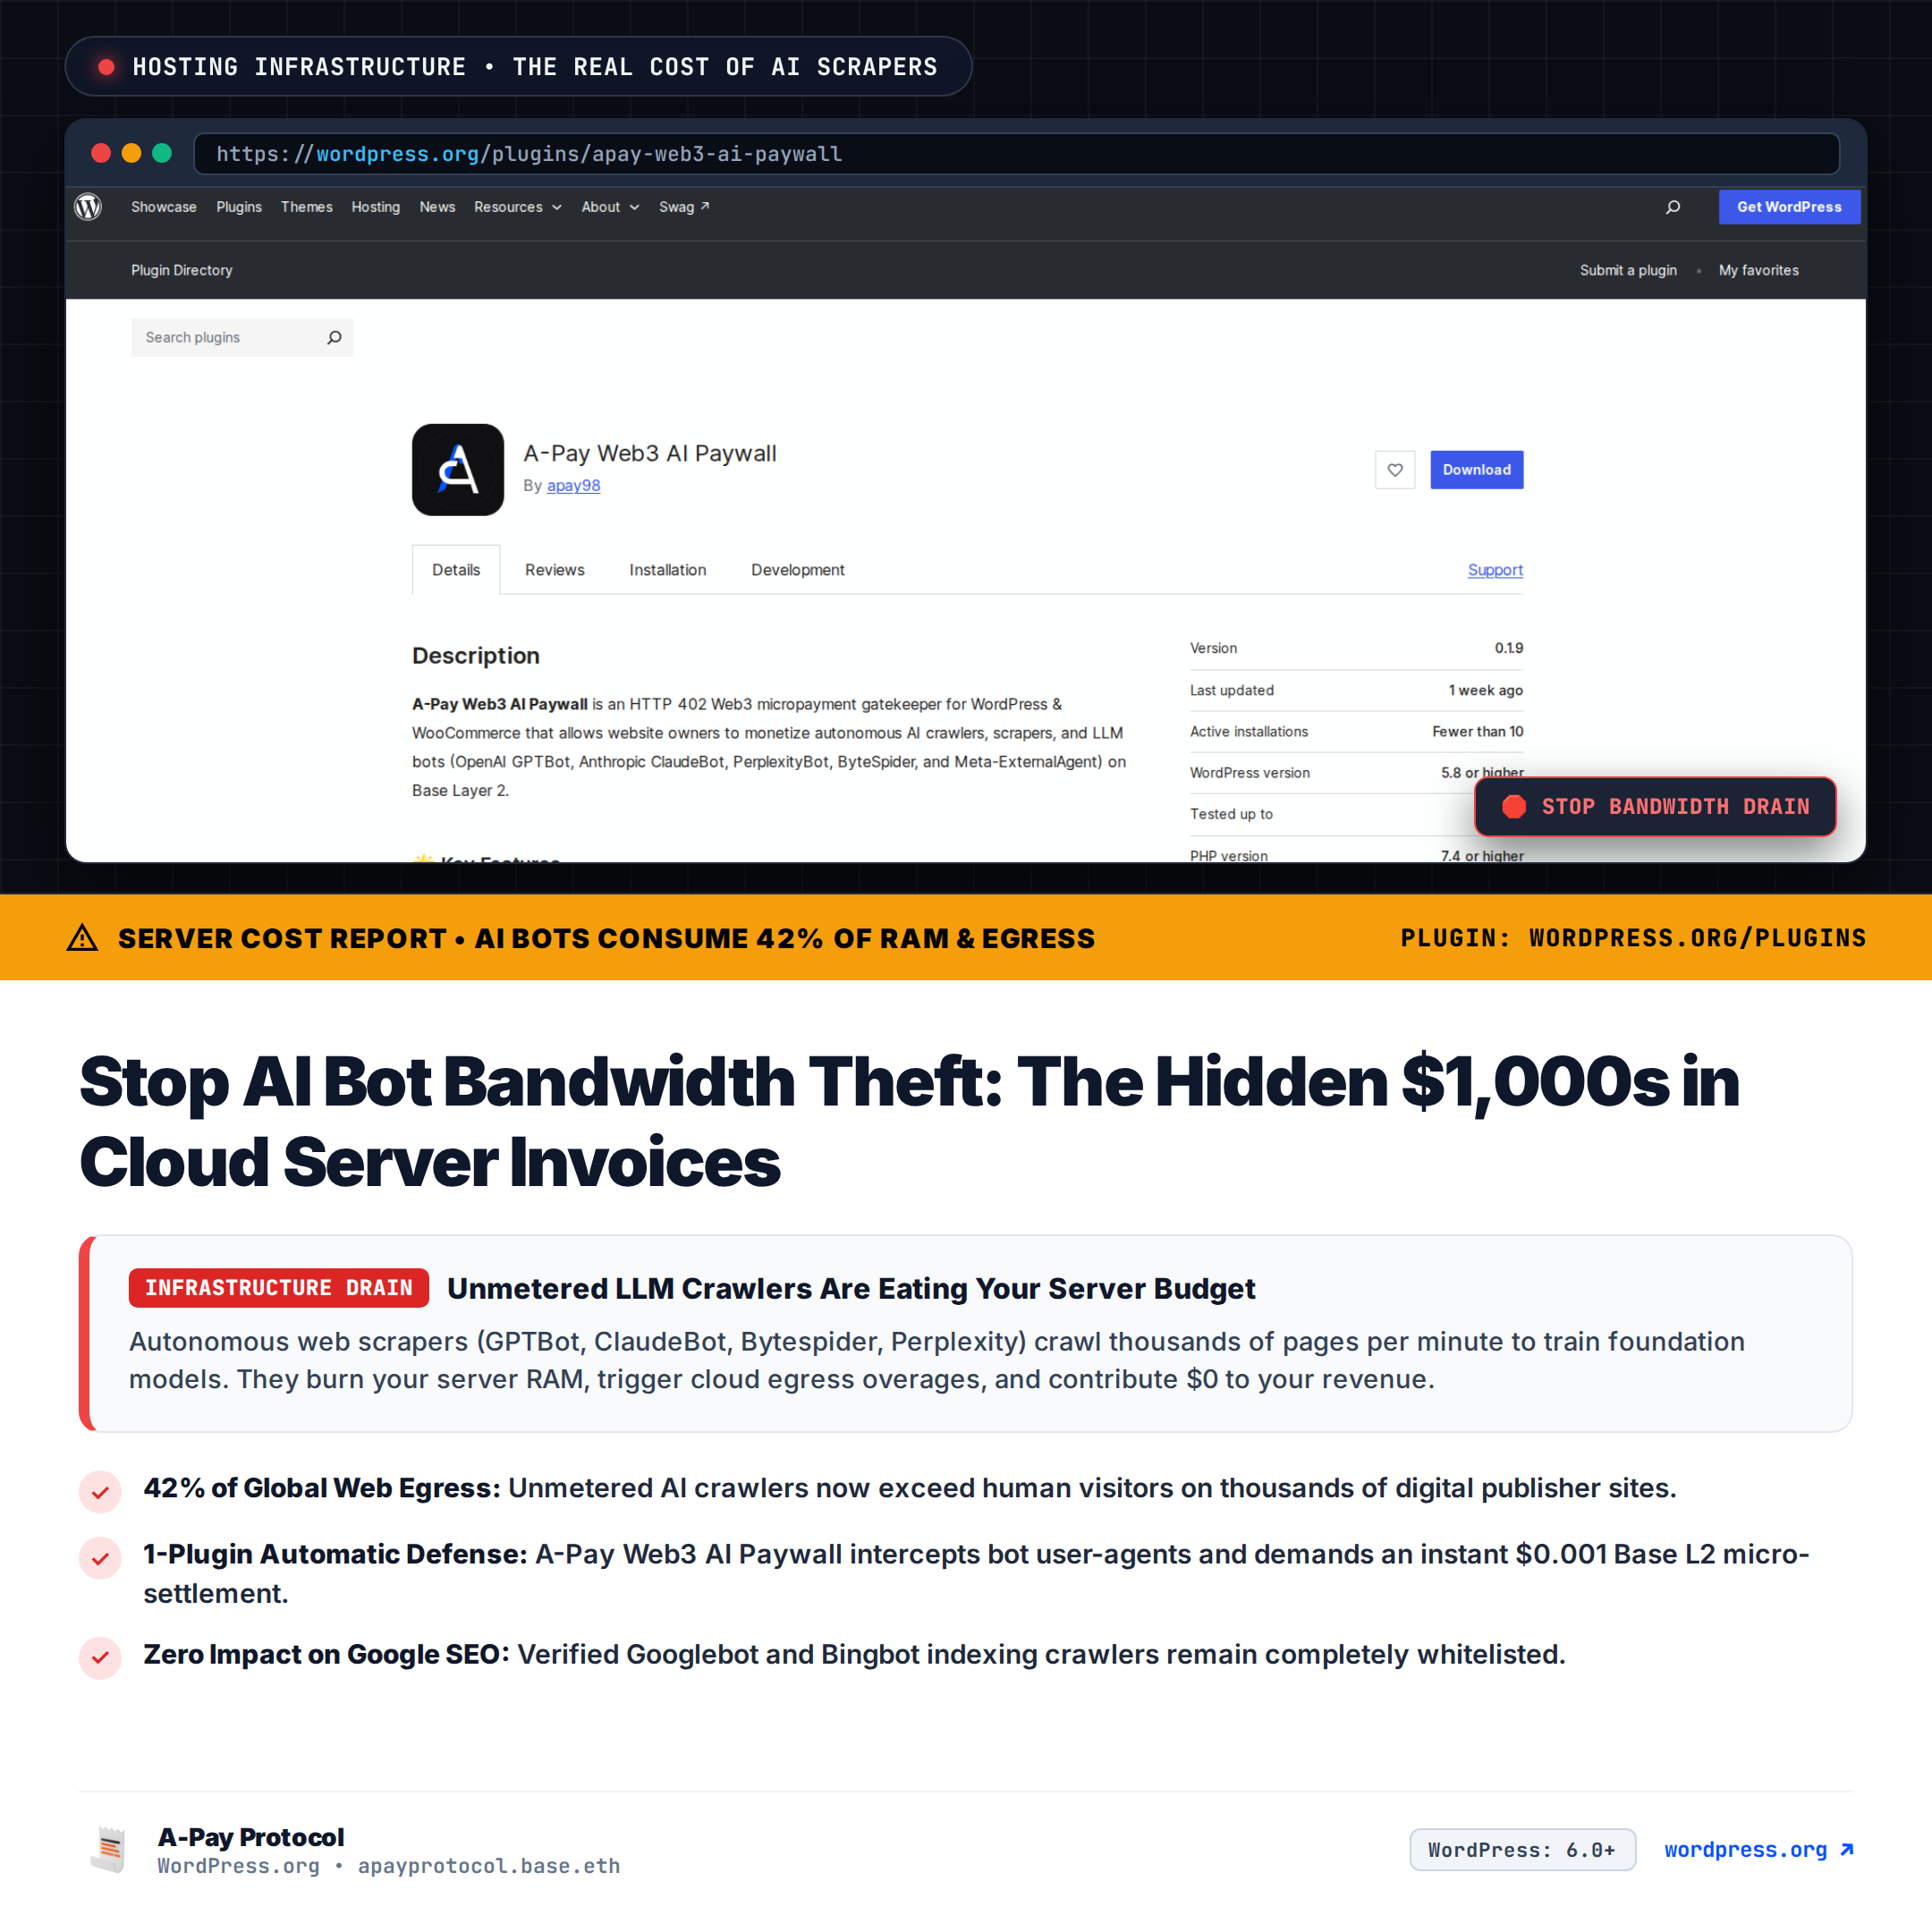 HOSTING INFRASTRUCTURE • THE REAL COST OF AI SCRAPERS
https://wordpress.org/plugins/apay-web3-ai-paywall
Showcase Plugins Themes Hosting News Resources About Swag ↗ Get WordPress
Plugin Directory Submit a plugin • My favorites
Search plugins
A-Pay Web3 AI Paywall
By apay98
Download
Details Reviews Installation Development Support
Description
A-Pay Web3 AI Paywall is an HTTP 402 Web3 micropayment gatekeeper for WordPress &
WooCommerce that allows website owners to monetize autonomous AI crawlers, scrapers, and LLM
bots (OpenAI GPTBot, Anthropic ClaudeBot, PerplexityBot, ByteSpider, and Meta-ExternalAgent) on
Base Layer 2.
🌟 Key Features
Version 0.1.9
Last updated 1 week ago
Active installations Fewer than 10
WordPress version 5.8 or higher
Tested up to
PHP version 7.4 or higher
🛑 STOP BANDWIDTH DRAIN
⚠ SERVER COST REPORT • AI BOTS CONSUME 42% OF RAM & EGRESS
PLUGIN: WORDPRESS.ORG/PLUGINS
Stop AI Bot Bandwidth Theft: The Hidden $1,000s in
Cloud Server Invoices
INFRASTRUCTURE DRAIN Unmetered LLM Crawlers Are Eating Your Server Budget
Autonomous web scrapers (GPTBot, ClaudeBot, Bytespider, Perplexity) crawl thousands of pages per minute to train foundation
models. They burn your server RAM, trigger cloud egress overages, and contribute $0 to your revenue.
42% of Global Web Egress: Unmetered AI crawlers now exceed human visitors on thousands of digital publisher sites.
1-Plugin Automatic Defense: A-Pay Web3 AI Paywall intercepts bot user-agents and demands an instant $0.001 Base L2 micro-
settlement.
Zero Impact on Google SEO: Verified Googlebot and Bingbot indexing crawlers remain completely whitelisted.
A-Pay Protocol
WordPress.org • apayprotocol.base.eth
WordPress: 6.0+
wordpress.org ↗